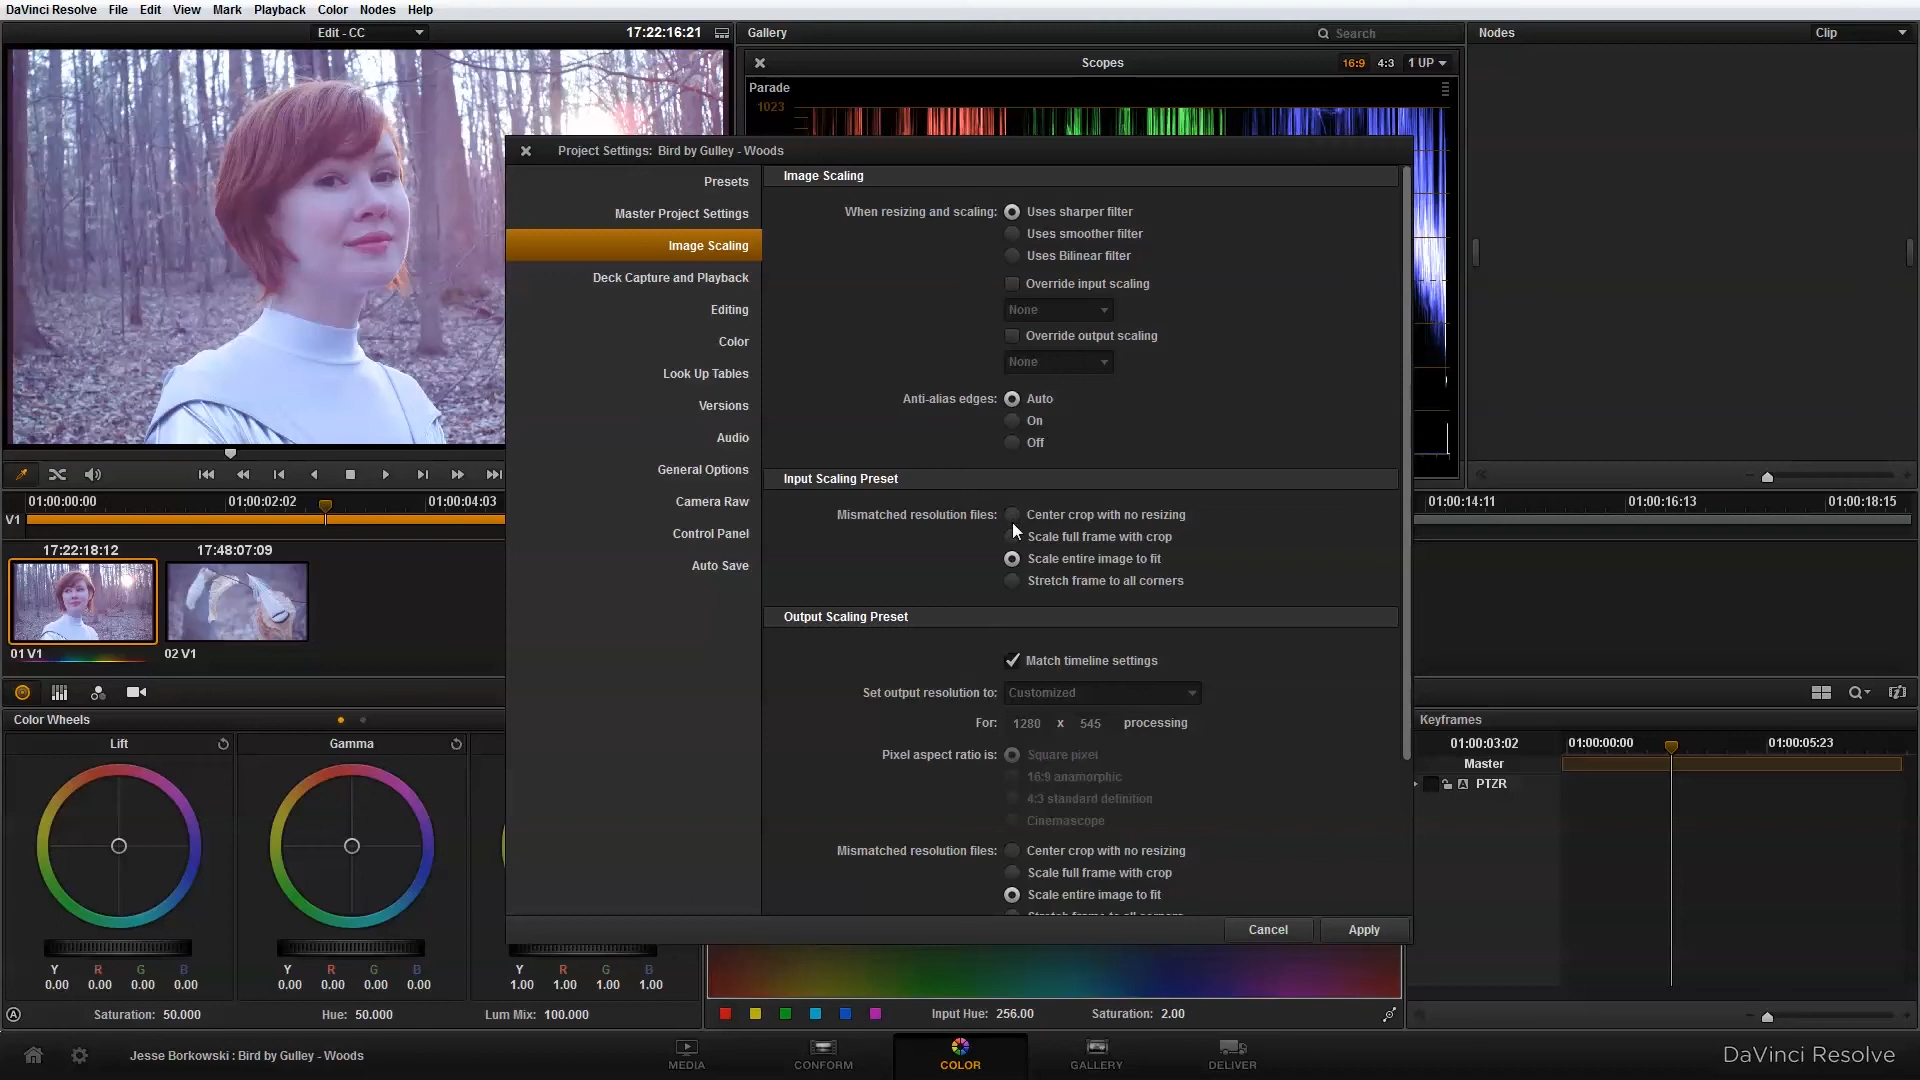 DaVinci Resolve File Edit View Mark Playback Color Nodes Help
Edit - CC 17:22:16:21 Gallery Search Nodes Clip
Scopes 16:9 4:3 1 UP
Parade
1023
Project Settings: Bird by Gulley - Woods
Presets
Master Project Settings
Image Scaling
Deck Capture and Playback
Editing
Color
Look Up Tables
Versions
Audio
General Options
Camera Raw
Control Panel
Auto Save
Image Scaling
When resizing and scaling: Uses sharper filter
Uses smoother filter
Uses Bilinear filter
Override input scaling
None
Override output scaling
None
Anti-alias edges: Auto
On
Off
Input Scaling Preset
Mismatched resolution files: Center crop with no resizing
Scale full frame with crop
Scale entire image to fit
Stretch frame to all corners
Output Scaling Preset
Match timeline settings
Set output resolution to: Customized
For: 1280 x 545 processing
Pixel aspect ratio is: Square pixel
16:9 anamorphic
4:3 standard definition
Cinemascope
Mismatched resolution files: Center crop with no resizing
Scale full frame with crop
Scale entire image to fit
Cancel Apply
01:00:00:00 01:00:02:02 01:00:04:03 01:00:14:11 01:00:16:13 01:00:18:15
V1
17:22:18:12 17:48:07:09
01 V1 02 V1
Color Wheels
Lift Gamma
Y R G B Y R G B Y R G B
0.00 0.00 0.00 0.00 0.00 0.00 0.00 0.00 1.00 1.00 1.00 1.00
A Saturation: 50.000 Hue: 50.000 Lum Mix: 100.000
Input Hue: 256.00 Saturation: 2.00
Keyframes
01:00:03:02 01:00:00:00 01:00:05:23
Master
A PTZR
Jesse Borkowski : Bird by Gulley - Woods
MEDIA CONFORM COLOR GALLERY DELIVER
DaVinci Resolve